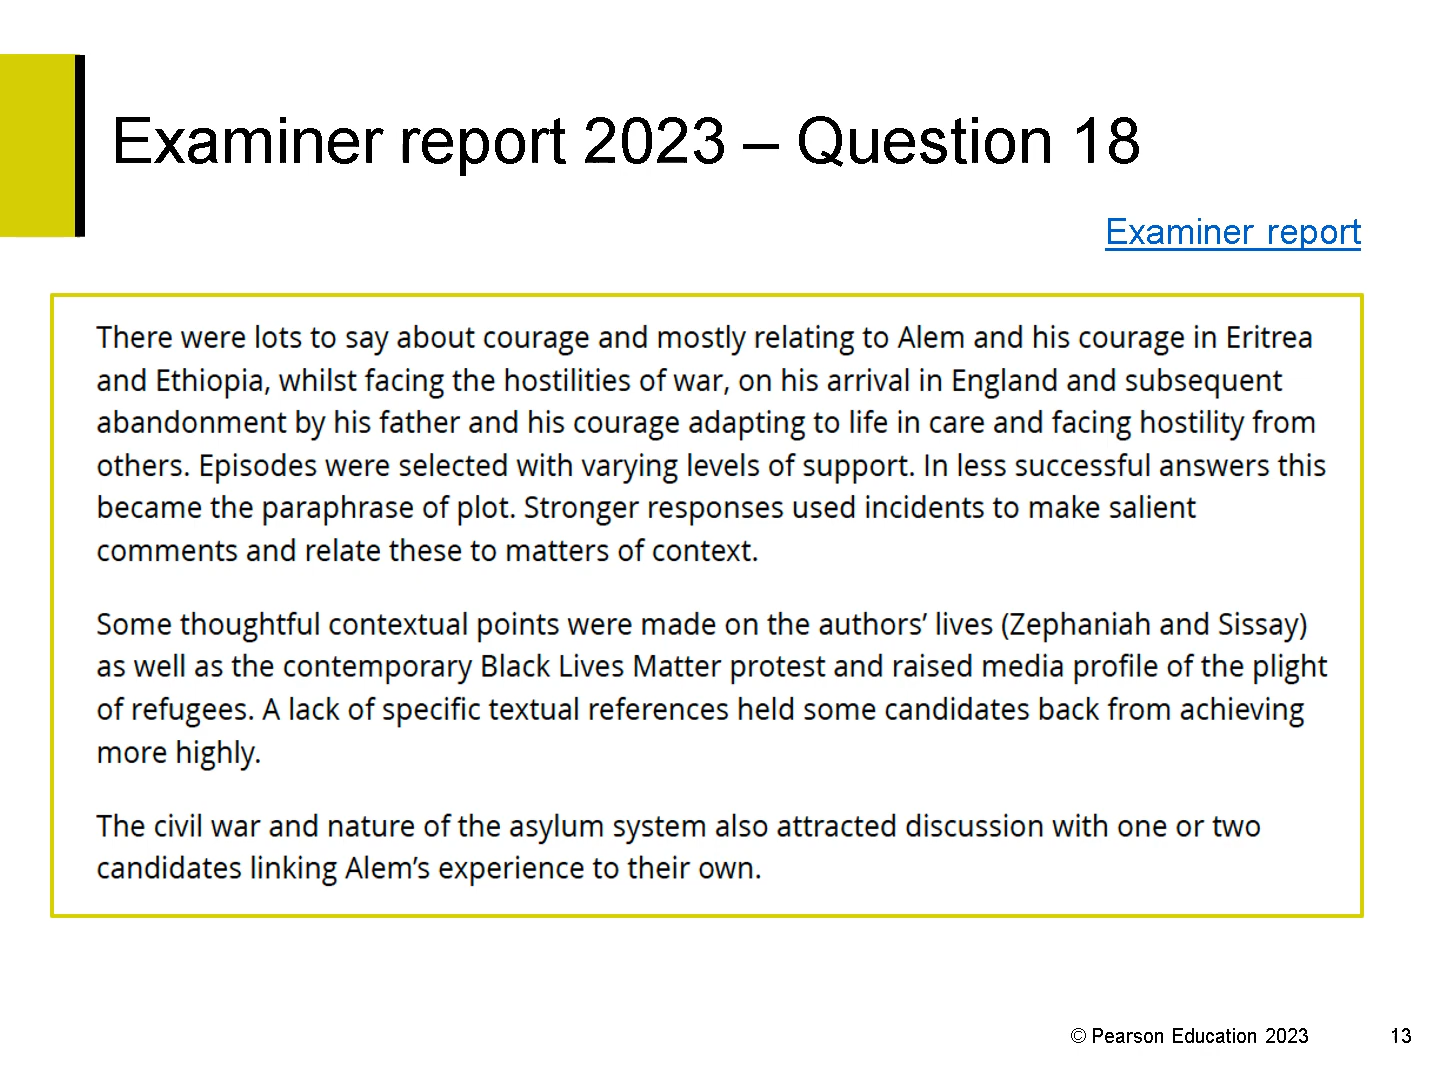 Examiner report 2023 – Question 18
Examiner report
There were lots to say about courage and mostly relating to Alem and his courage in Eritrea
and Ethiopia, whilst facing the hostilities of war, on his arrival in England and subsequent
abandonment by his father and his courage adapting to life in care and facing hostility from
others. Episodes were selected with varying levels of support. In less successful answers this
became the paraphrase of plot. Stronger responses used incidents to make salient
comments and relate these to matters of context.
Some thoughtful contextual points were made on the authors’ lives (Zephaniah and Sissay)
as well as the contemporary Black Lives Matter protest and raised media profile of the plight
of refugees. A lack of specific textual references held some candidates back from achieving
more highly.
The civil war and nature of the asylum system also attracted discussion with one or two
candidates linking Alem’s experience to their own.
© Pearson Education 2023
13